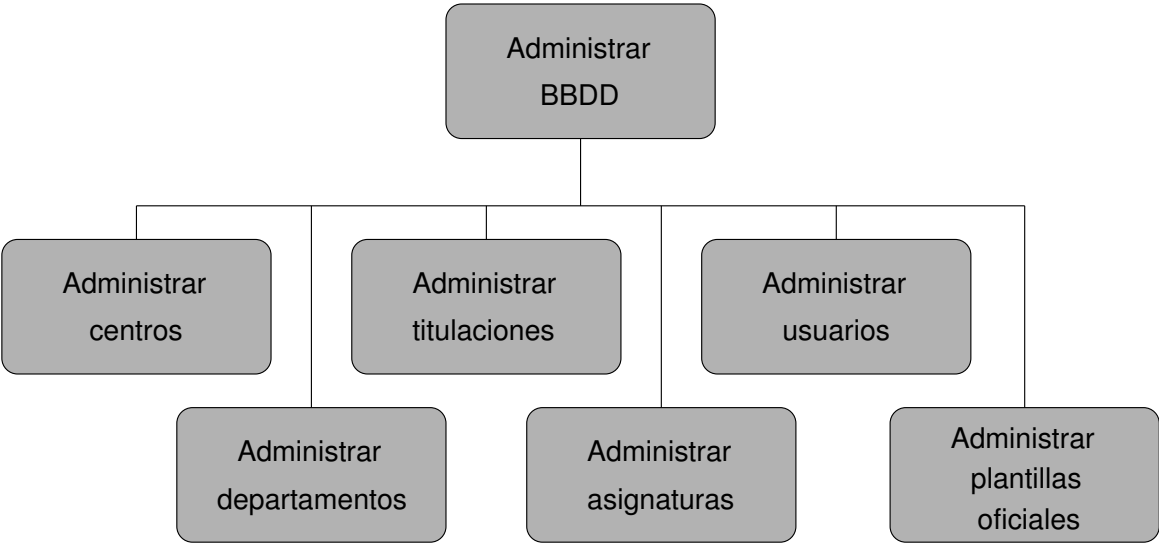 Administrar
BBDD
Administrar
centros
Administrar
titulaciones
Administrar
usuarios
Administrar
departamentos
Administrar
asignaturas
Administrar
plantillas
oficiales